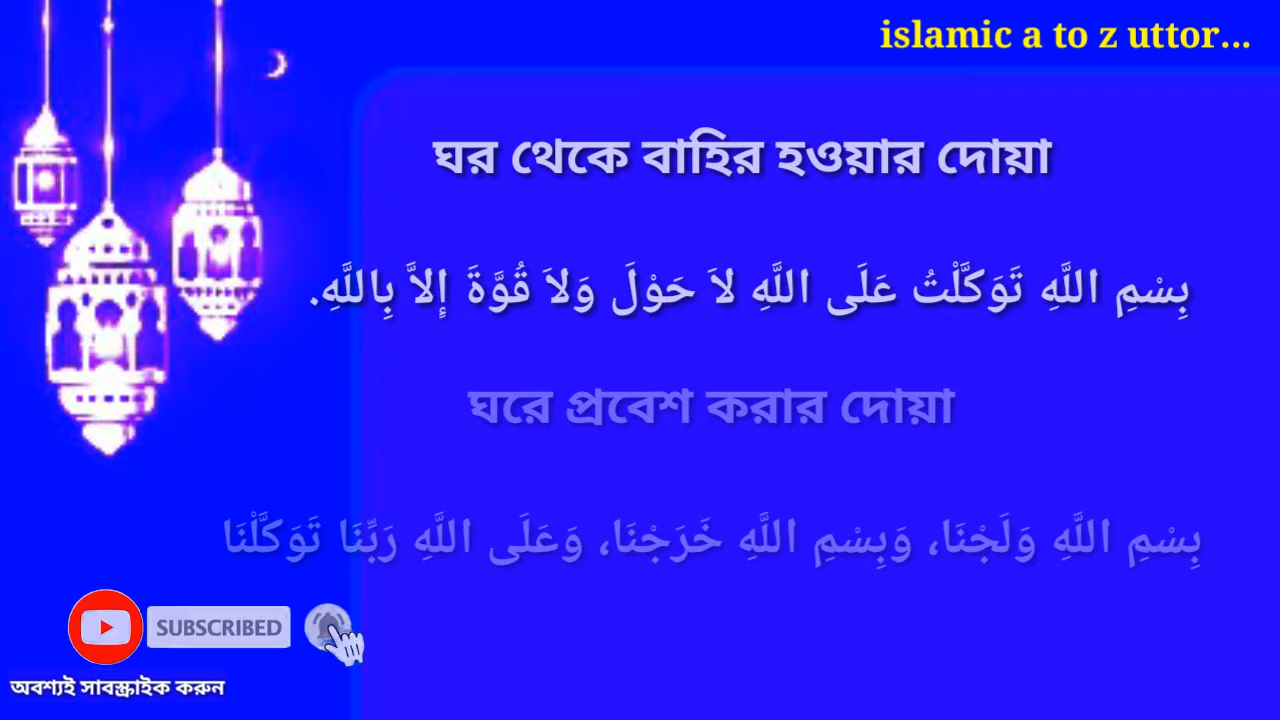 islamic a to z uttor...
ঘর থেকে বাহির হওয়ার দোয়া
بِسْمِ اللَّهِ تَوَكَّلْتُ عَلَى اللَّهِ لاَ حَوْلَ وَلاَ قُوَّةَ إِلاَّ بِاللَّهِ.
ঘরে প্রবেশ করার দোয়া
بِسْمِ اللَّهِ وَلَجْنَا، وَبِسْمِ اللَّهِ خَرَجْنَا، وَعَلَى اللَّهِ رَبِّنَا تَوَكَّلْنَا
SUBSCRIBED
অবশ্যই সাবস্ক্রাইক করুন